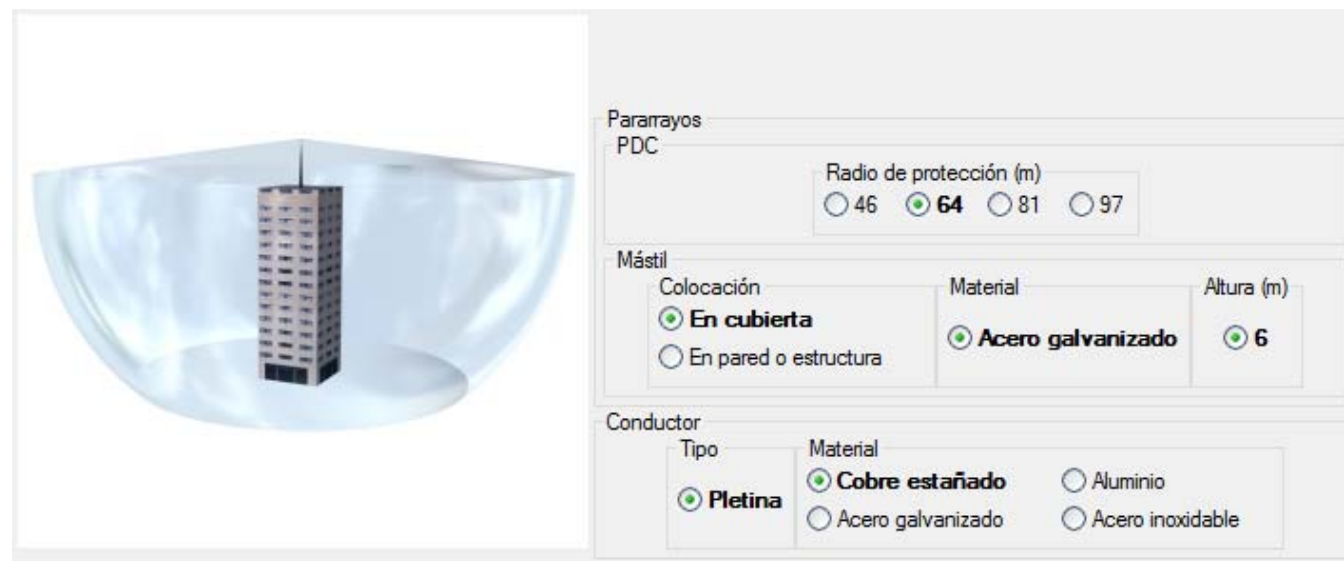 Pararrayos
PDC
Radio de protección (m)
46 64 81 97
Mástil
Colocación Material Altura (m)
En cubierta
En pared o estructura
Acero galvanizado
6
Conductor
Tipo Material
Pletina
Cobre estañado Aluminio
Acero galvanizado Acero inoxidable